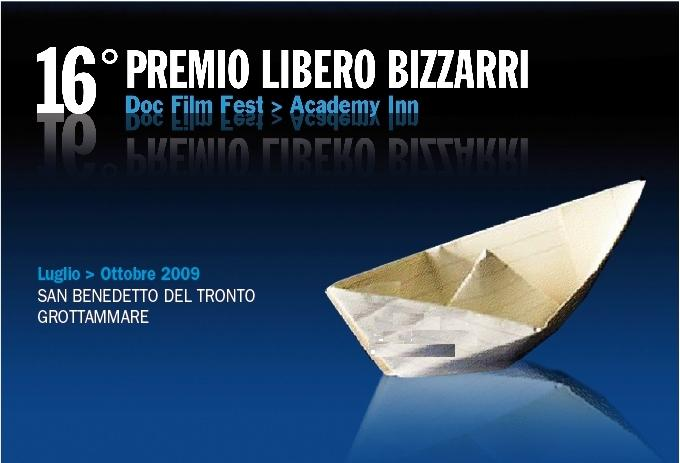 16° PREMIO LIBERO BIZZARRI
Doc Film Fest > Academy Inn
Luglio > Ottobre 2009
SAN BENEDETTO DEL TRONTO
GROTTAMMARE